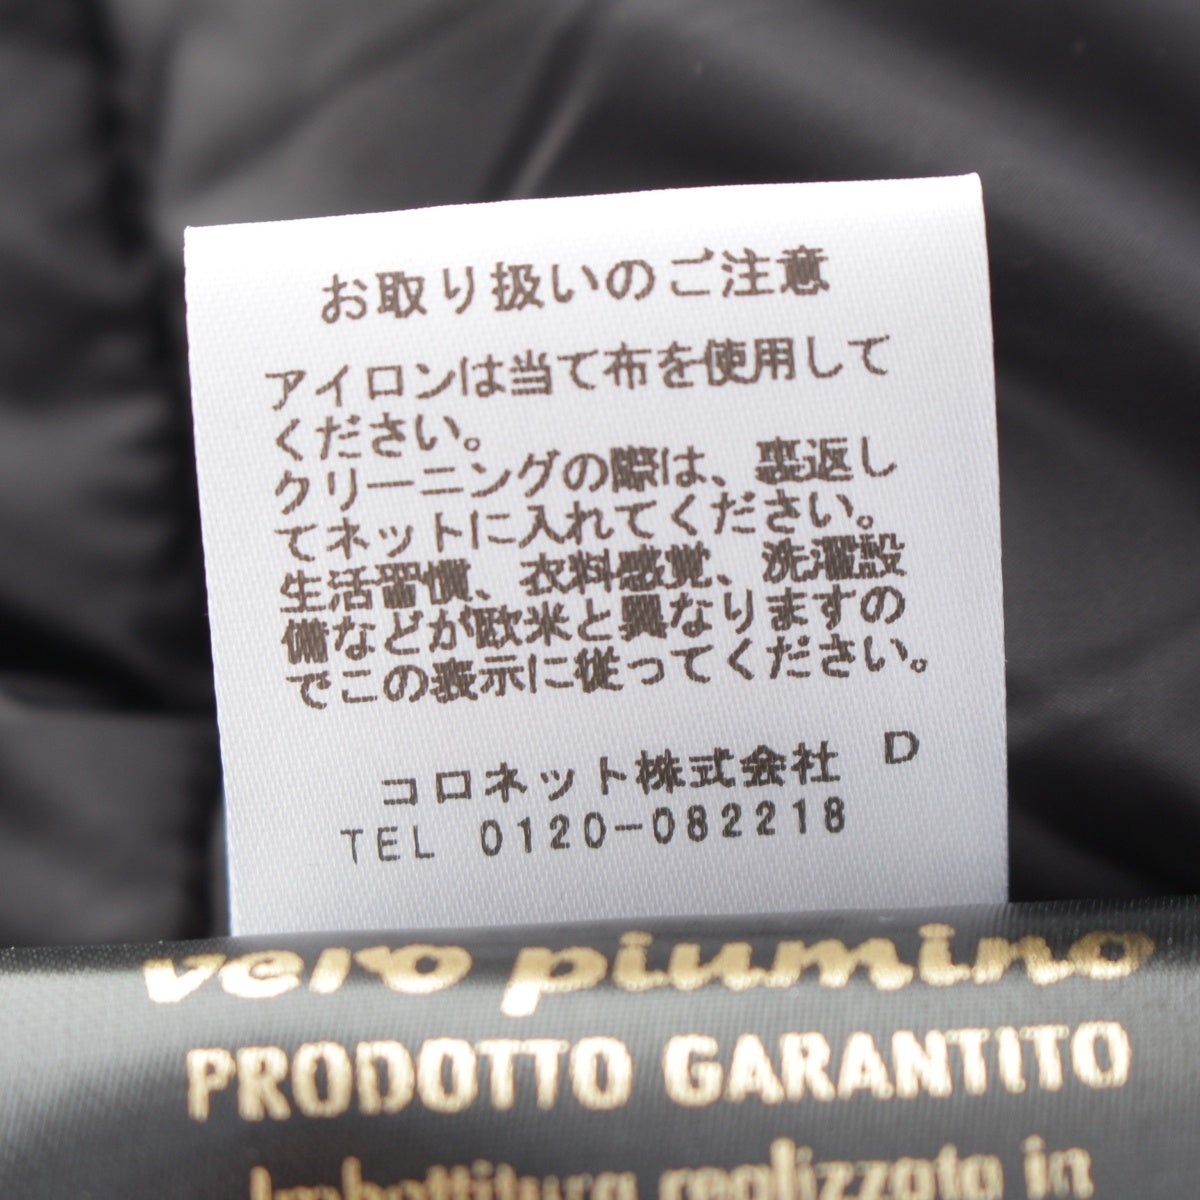 お取り扱いのご注意
アイロンは当て布を使用して
ください。
クリーニングの際は、裏返し
てネットに入れてください。
生活習慣、衣料感覚、洗濯設
備などが欧米と異なりますの
でこの表示に従ってください。
コロネット株式会社 D
TEL 0120-082218
vero piumino
PRODOTTO GARANTITO
Imbottitura realizzata in